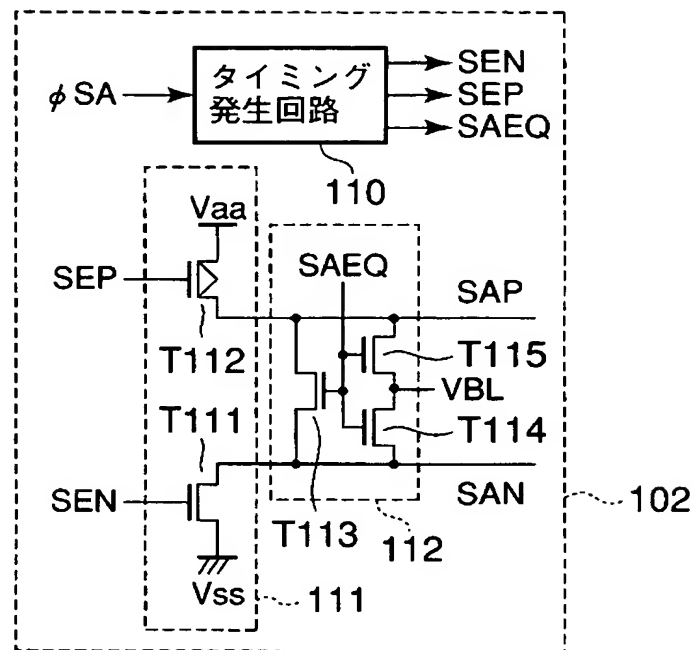 φSA
タイミング
発生回路
SEN
SEP
SAEQ
110
Vaa
SEP
T112
T111
SEN
Vss
111
SAEQ
SAP
T115
VBL
T114
SAN
T113
112
102